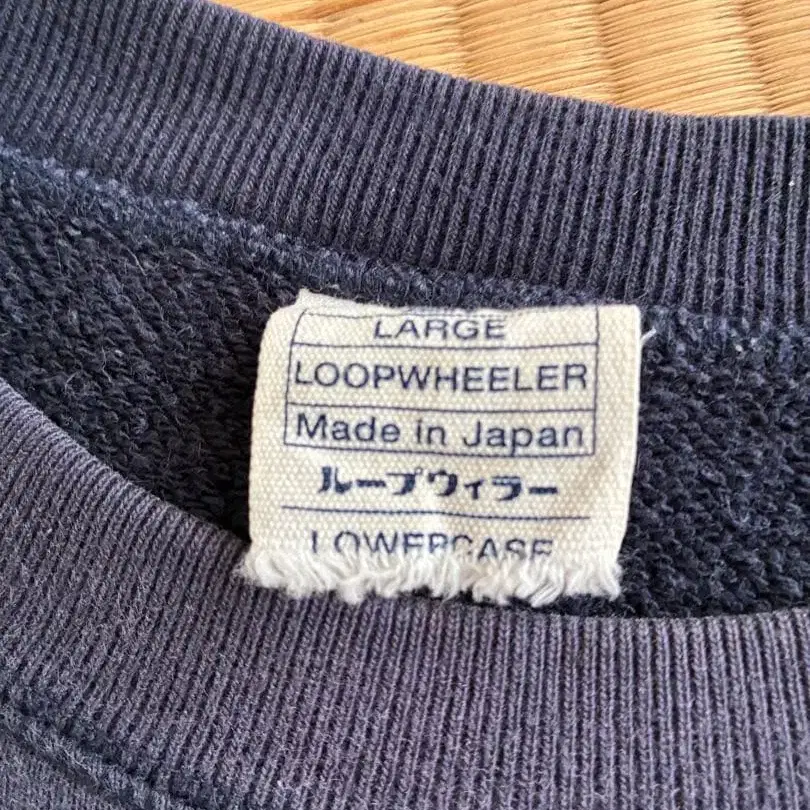 LARGE
LOOPWHEELER
Made in Japan
ループウィラー
LOWERCASE